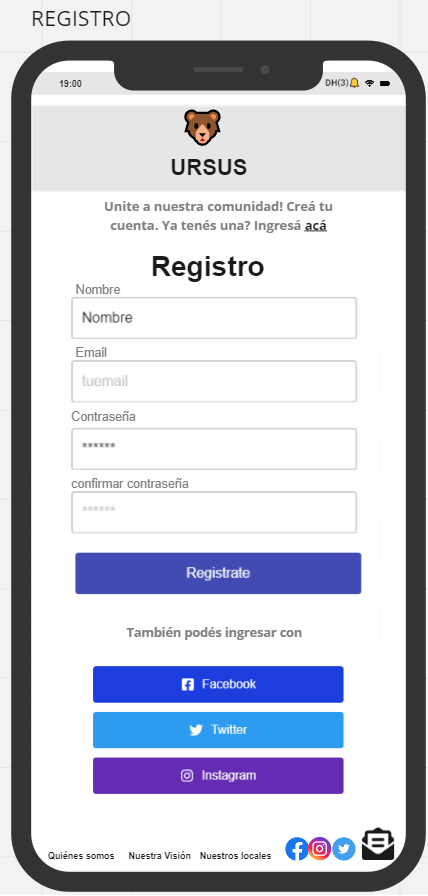 REGISTRO
19:00
DH(3)
URSUS
Unite a nuestra comunidad! Creá tu
cuenta. Ya tenés una? Ingresá acá
Registro
Nombre
Nombre
Email
tuemail
Contraseña
******
confirmar contraseña
******
Registrate
También podés ingresar con
Facebook
Twitter
Instagram
Quiénes somos Nuestra Visión Nuestros locales